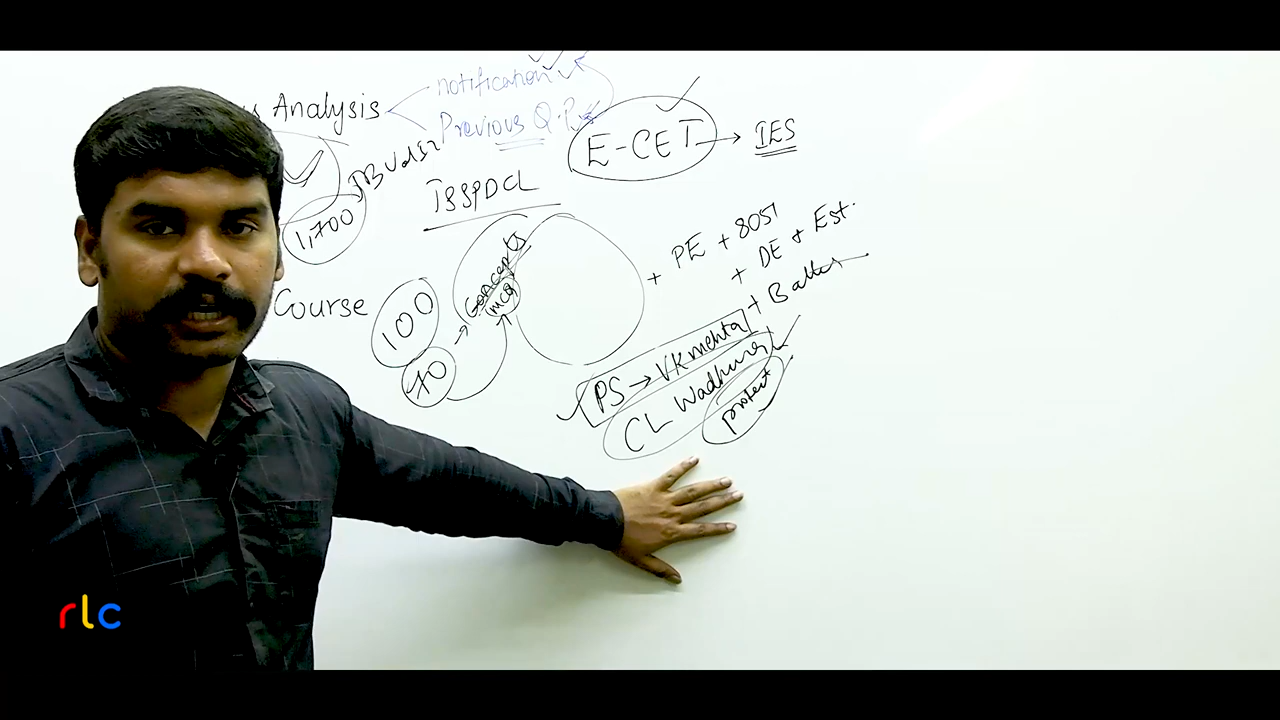 Analysis
notification
Previous Q.P.
E-CET → IES
1,700
TSSPDCL
+ PE + 8051
+ DE + Est.
Course
100
→ Concepts
MCQ
70
PS → VK mehta
CL Wadhwa
protect
rlc